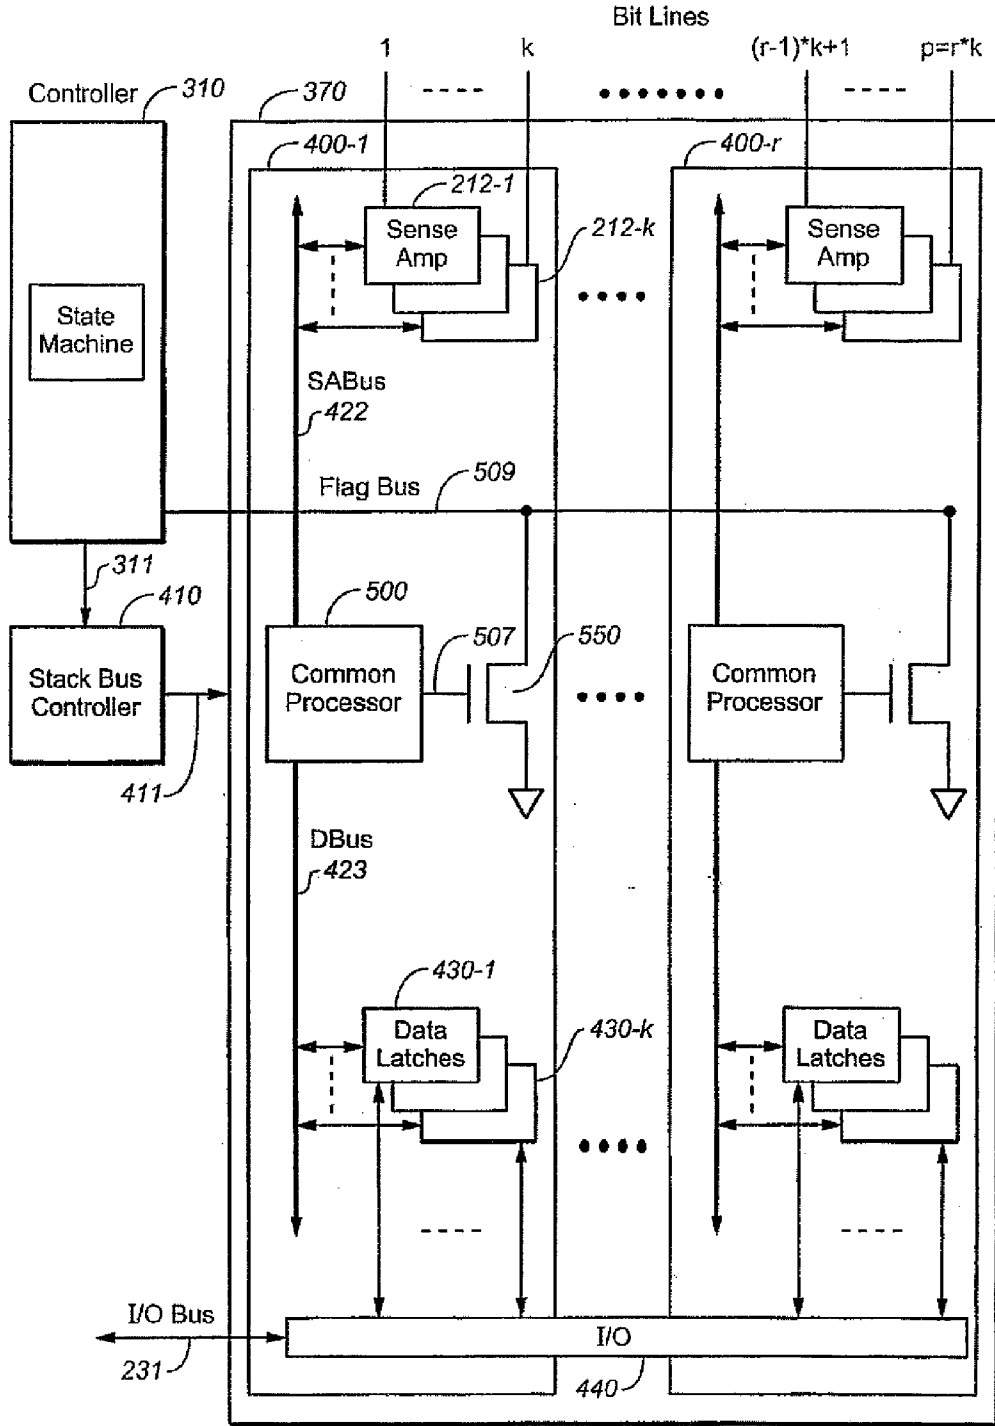 Bit Lines
1
k
(r-1)*k+1
p=r*k
Controller
310
370
400-1
400-r
212-1
212-k
Sense
Amp
Sense
Amp
State
Machine
SABus
422
Flag Bus
509
311
410
500
507
550
Stack Bus
Controller
Common
Processor
Common
Processor
411
DBus
423
430-1
430-k
Data
Latches
Data
Latches
I/O Bus
231
I/O
440